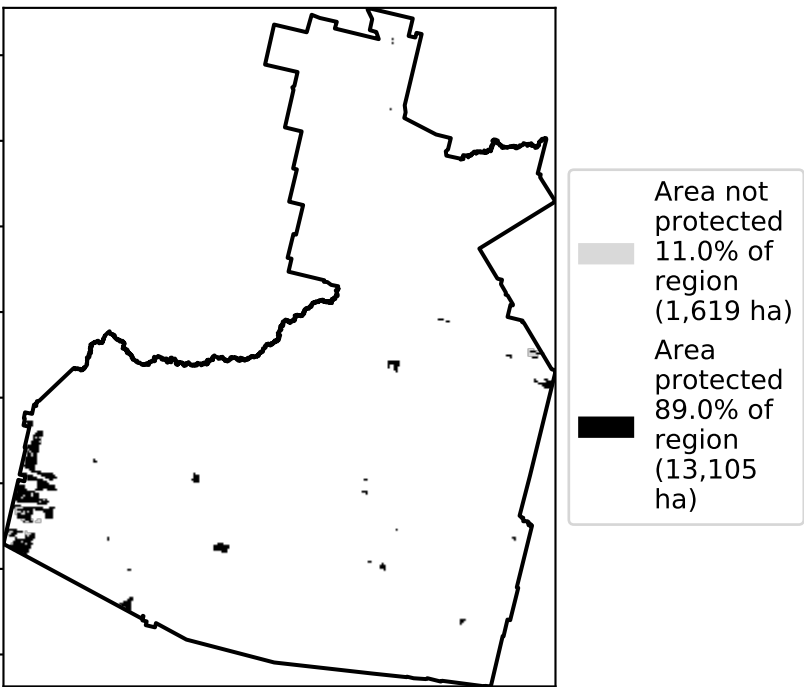 Area not
protected
11.0% of
region
(1,619 ha)
Area
protected
89.0% of
region
(13,105
ha)